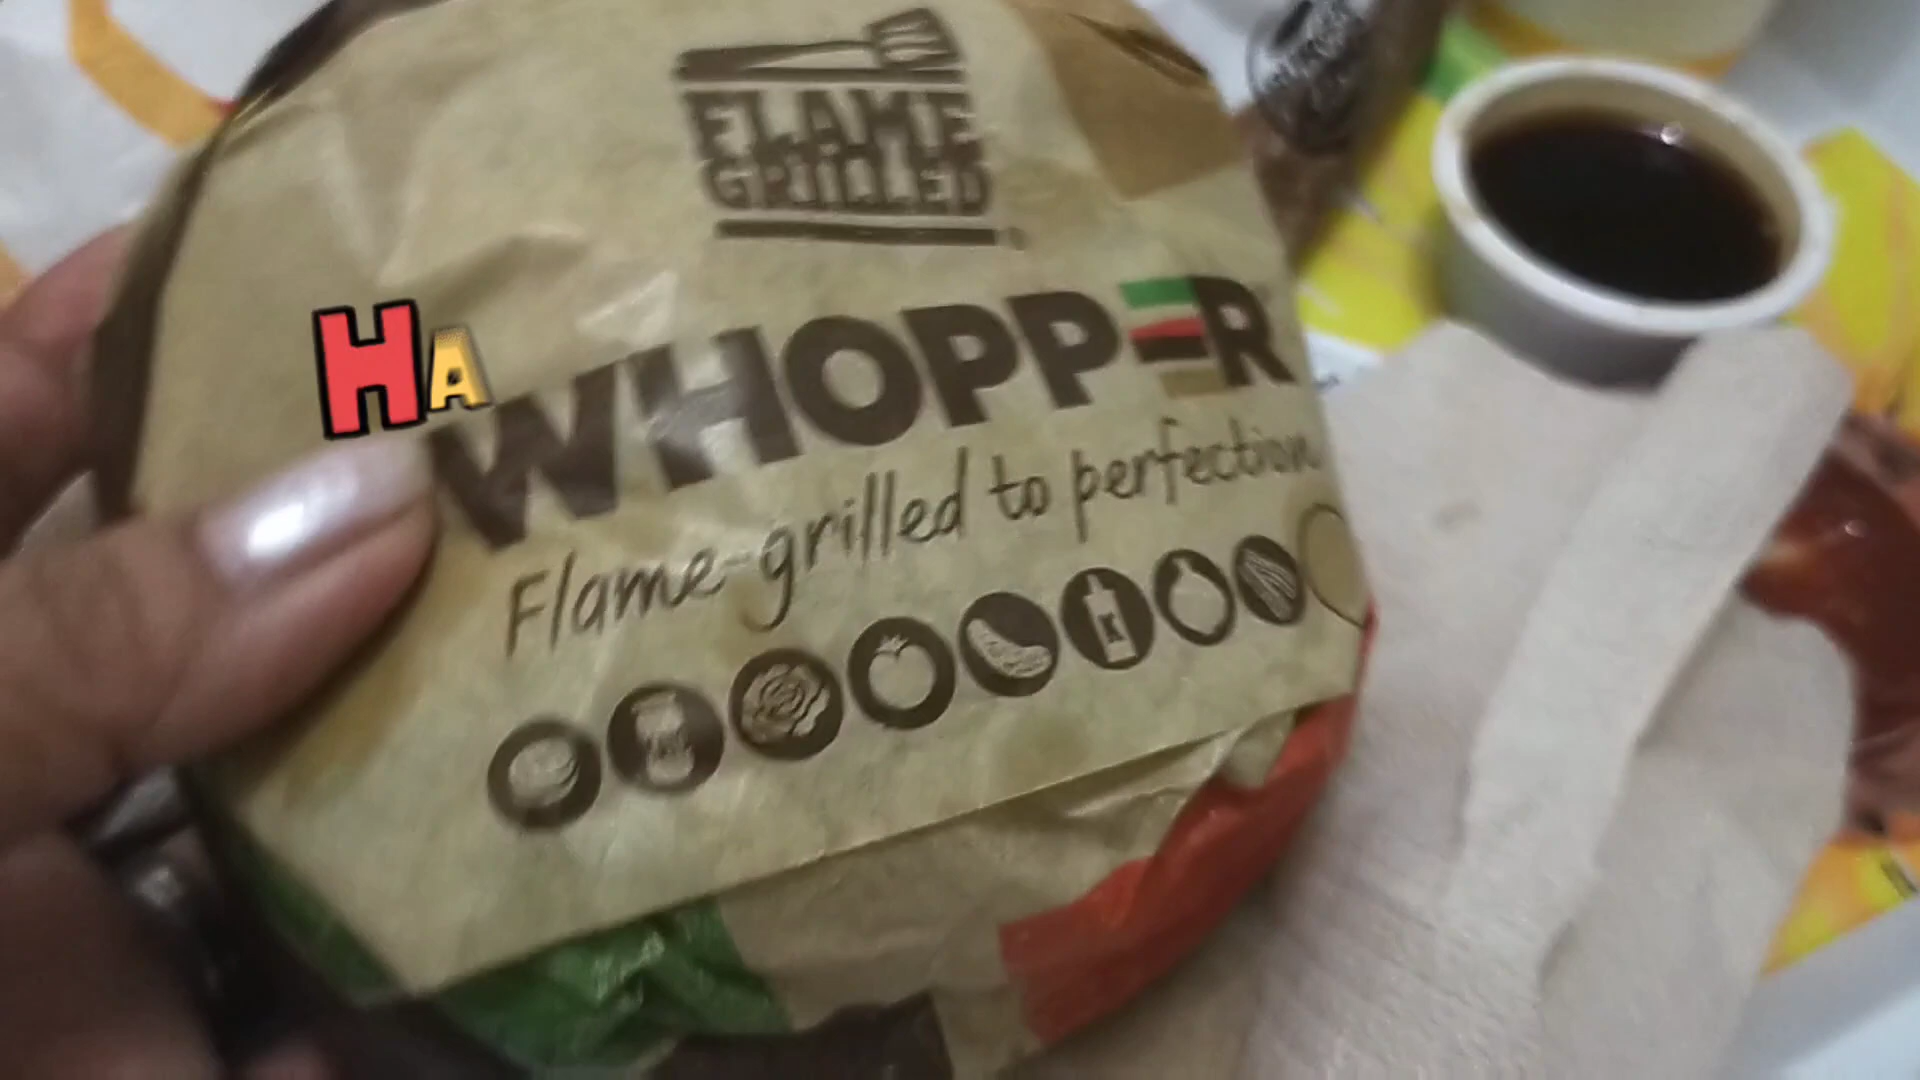 FLAME
GRILLED
HA
WHOPPER
Flame-grilled to perfection